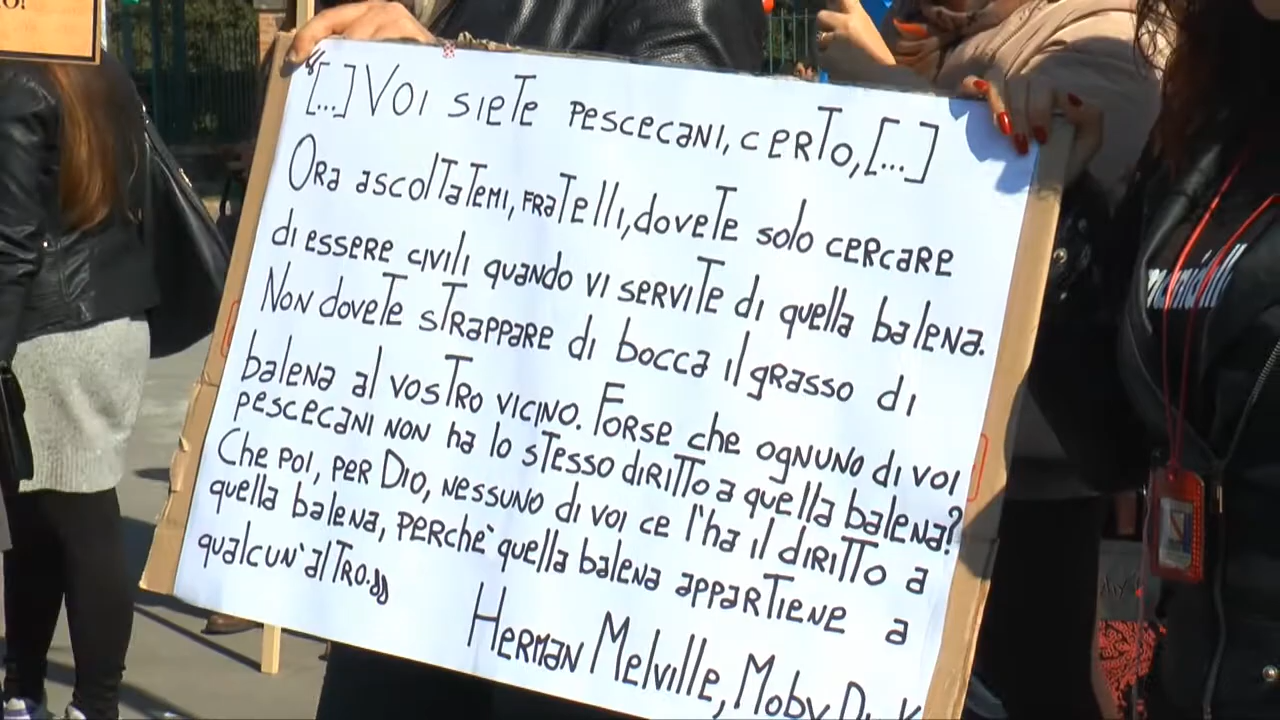 O!
“[...] Voi siete pescecani, certo, [...]
Ora ascoltatemi, fratelli, dovete solo cercare
di essere civili quando vi servite di quella balena.
Non dovete strappare di bocca il grasso di
balena al vostro vicino. Forse che ognuno di voi
pescecani non ha lo stesso diritto a quella balena?
Che poi, per Dio, nessuno di voi ce l'ha il diritto a
quella balena, perchè quella balena appartiene a
qualcun'altro.”
Herman Melville, Moby Dick